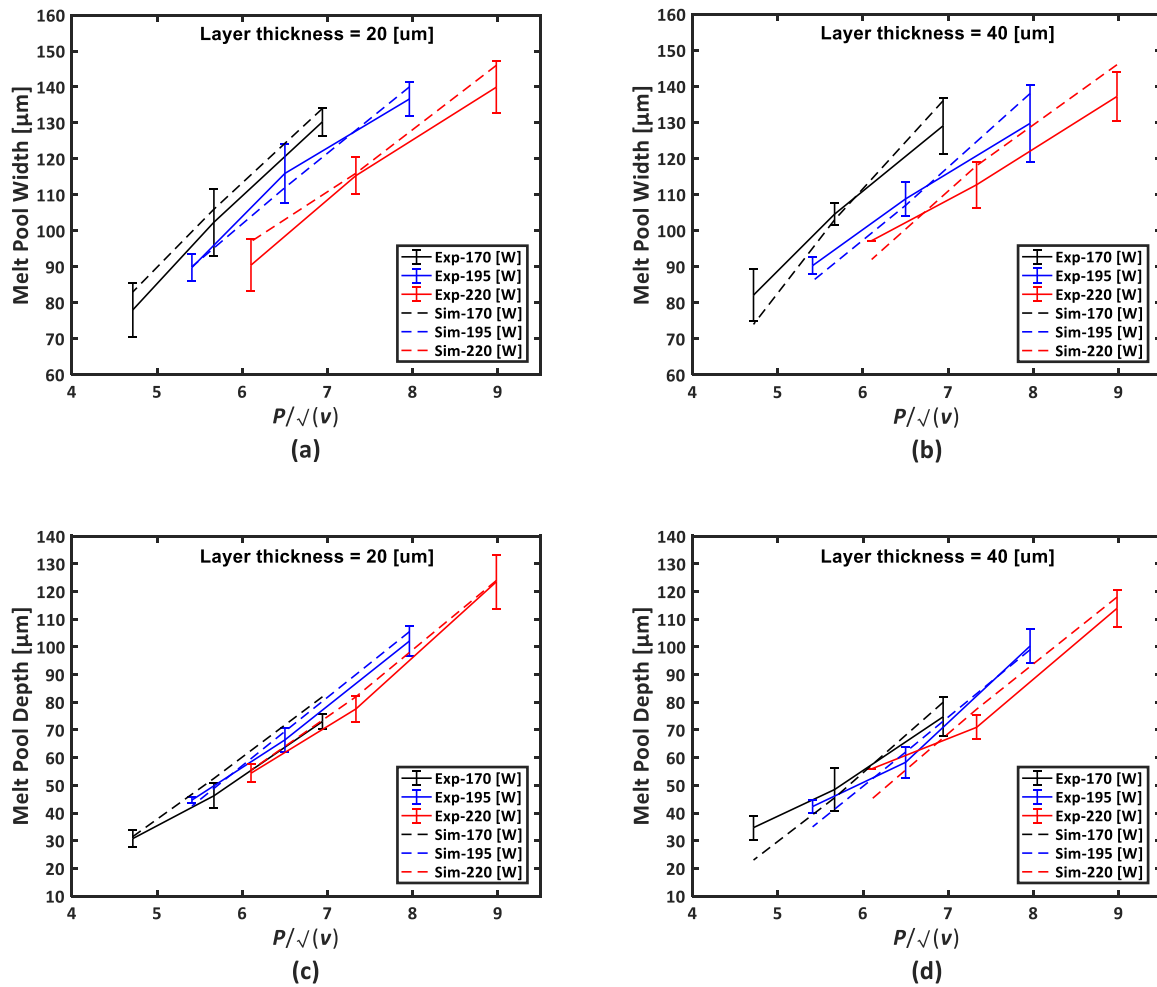 Layer thickness = 20 [um]
Melt Pool Width [µm]
160
150
140
130
120
110
100
90
80
70
60
4 5 6 7 8 9
P/√(v)
Exp-170 [W]
Exp-195 [W]
Exp-220 [W]
Sim-170 [W]
Sim-195 [W]
Sim-220 [W]
(a)
Layer thickness = 40 [um]
Melt Pool Width [µm]
160
150
140
130
120
110
100
90
80
70
60
4 5 6 7 8 9
P/√(v)
Exp-170 [W]
Exp-195 [W]
Exp-220 [W]
Sim-170 [W]
Sim-195 [W]
Sim-220 [W]
(b)
Layer thickness = 20 [um]
Melt Pool Depth [µm]
140
130
120
110
100
90
80
70
60
50
40
30
20
10
4 5 6 7 8 9
P/√(v)
Exp-170 [W]
Exp-195 [W]
Exp-220 [W]
Sim-170 [W]
Sim-195 [W]
Sim-220 [W]
(c)
Layer thickness = 40 [um]
Melt Pool Depth [µm]
140
130
120
110
100
90
80
70
60
50
40
30
20
10
4 5 6 7 8 9
P/√(v)
Exp-170 [W]
Exp-195 [W]
Exp-220 [W]
Sim-170 [W]
Sim-195 [W]
Sim-220 [W]
(d)